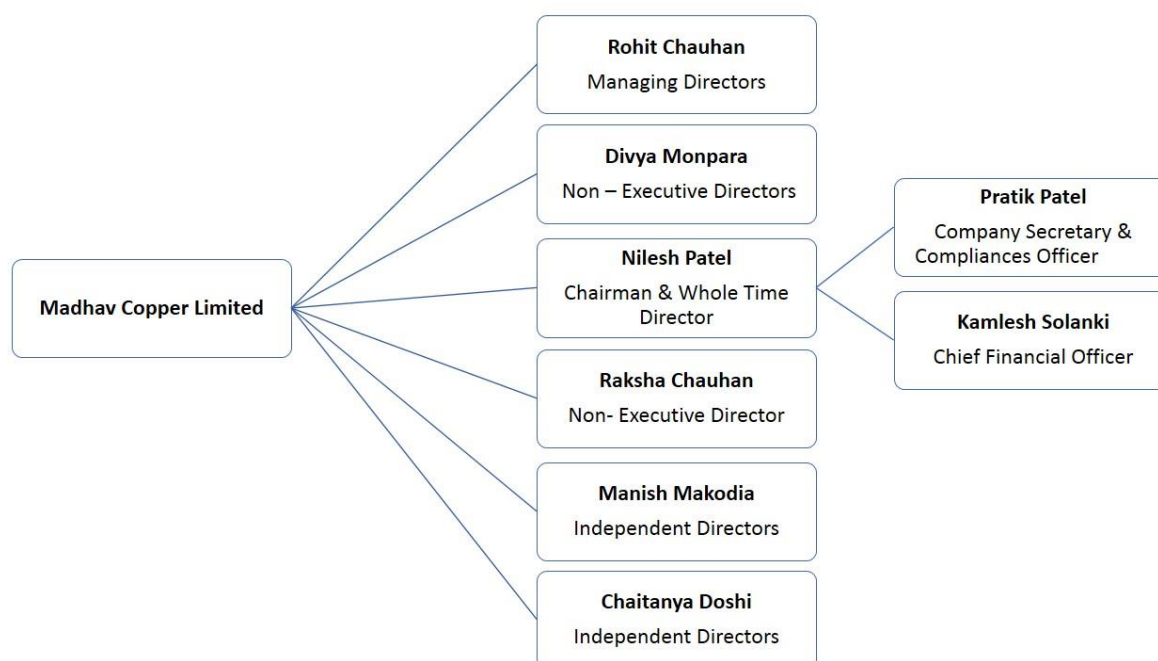 Rohit Chauhan
Managing Directors
Divya Monpara
Non – Executive Directors
Pratik Patel
Company Secretary &
Compliances Officer
Nilesh Patel
Chairman & Whole Time
Director
Madhav Copper Limited
Kamlesh Solanki
Chief Financial Officer
Raksha Chauhan
Non- Executive Director
Manish Makodia
Independent Directors
Chaitanya Doshi
Independent Directors